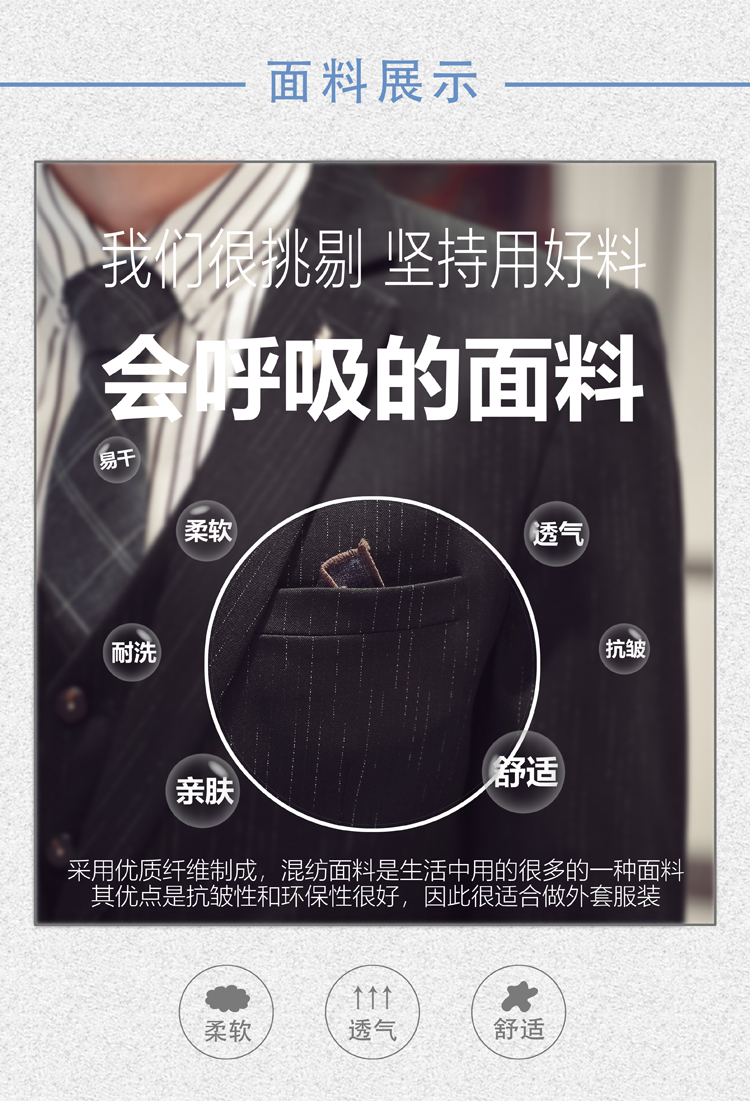 面料展示
我们很挑剔 坚持用好料
会呼吸的面料
易干
柔软
透气
耐洗
抗皱
亲肤
舒适
采用优质纤维制成，混纺面料是生活中用的很多的一种面料
其优点是抗皱性和环保性很好，因此很适合做外套服装
柔软
透气
舒适